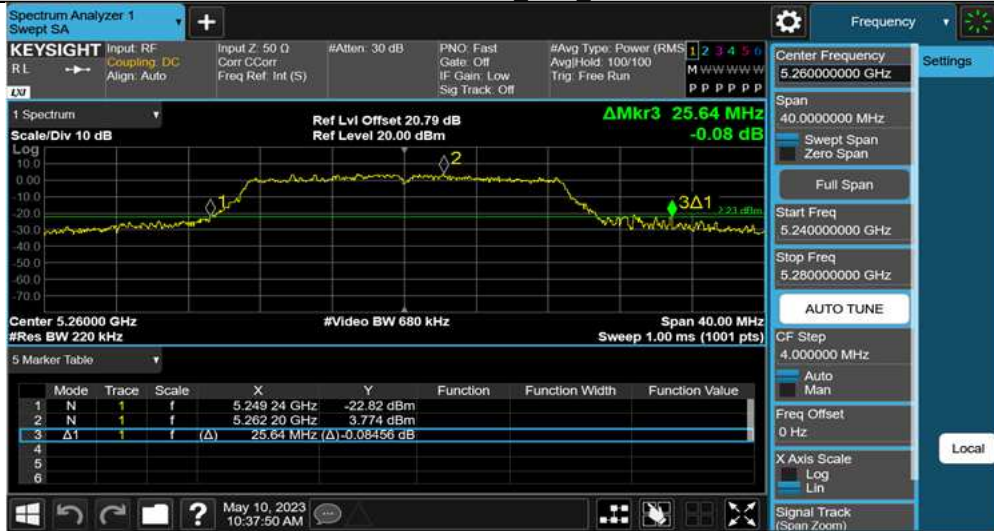 Spectrum Analyzer 1
Swept SA
Frequency
KEYSIGHT
RL
LXI
Input: RF
Coupling: DC
Align: Auto
Input Z: 50 Ω
Corr CCorr
Freq Ref: Int (S)
#Atten: 30 dB
PNO: Fast
Gate: Off
IF Gain: Low
Sig Track: Off
#Avg Type: Power (RMS
Avg|Hold: 100/100
Trig: Free Run
1 2 3 4 5 6
M W W W W W
P P P P P P
1 Spectrum
Scale/Div 10 dB
Ref Lvl Offset 20.79 dB
Ref Level 20.00 dBm
ΔMkr3 25.64 MHz
-0.08 dB
Log
10.0
0.00
-10.0
-20.0
-30.0
-40.0
-50.0
-60.0
-70.0
1
2
3Δ1
Center 5.26000 GHz
#Res BW 220 kHz
#Video BW 680 kHz
Span 40.00 MHz
Sweep 1.00 ms (1001 pts)
5 Marker Table
Mode Trace Scale X Y Function Function Width Function Value
1 N 1 f 5.249 24 GHz -22.82 dBm
2 N 1 f 5.262 20 GHz 3.774 dBm
3 Δ1 1 f (Δ) 25.64 MHz (Δ) -0.08456 dB
4
5
6
May 10, 2023
10:37:50 AM
Center Frequency
5.260000000 GHz
Span
40.0000000 MHz
Swept Span
Zero Span
Full Span
Start Freq
5.240000000 GHz
Stop Freq
5.280000000 GHz
AUTO TUNE
CF Step
4.000000 MHz
Auto
Man
Freq Offset
0 Hz
X Axis Scale
Log
Lin
Signal Track
(Span Zoom)
Settings
Local